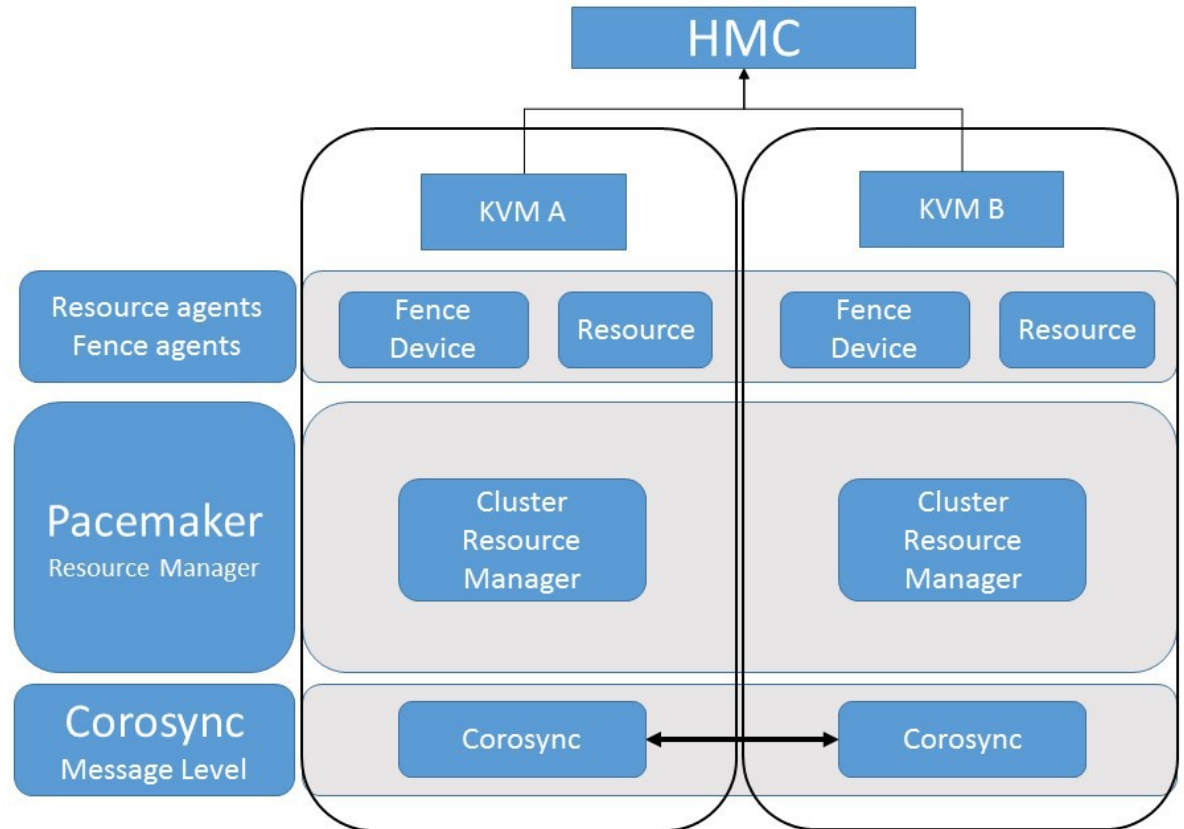 HMC
KVM A
KVM B
Resource agents
Fence agents
Fence
Device
Resource
Fence
Device
Resource
Pacemaker
Resource Manager
Cluster
Resource
Manager
Cluster
Resource
Manager
Corosync
Message Level
Corosync
Corosync